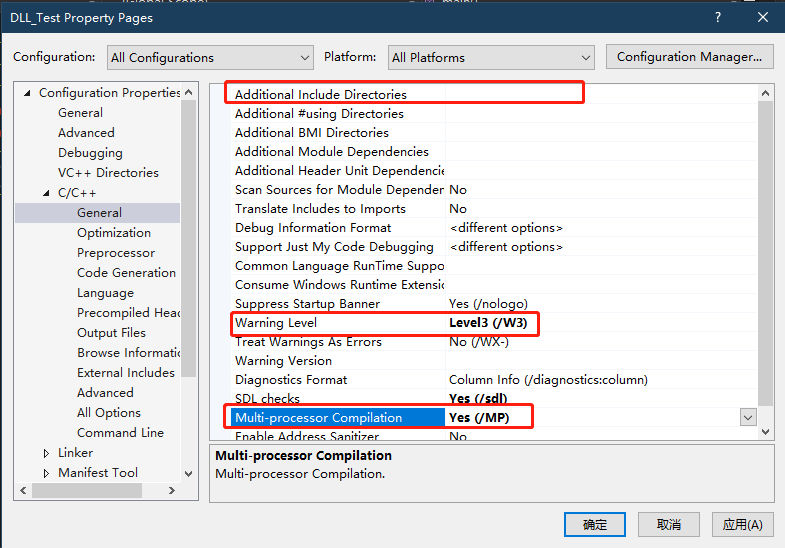 DLL_Test Property Pages
Configuration: All Configurations Platform: All Platforms Configuration Manager...
Configuration Properties
General
Advanced
Debugging
VC++ Directories
C/C++
General
Optimization
Preprocessor
Code Generation
Language
Precompiled Head
Output Files
Browse Informatic
External Includes
Advanced
All Options
Command Line
Linker
Manifest Tool
Additional Include Directories
Additional #using Directories
Additional BMI Directories
Additional Module Dependencies
Additional Header Unit Dependencie
Scan Sources for Module Depender No
Translate Includes to Imports No
Debug Information Format <different options>
Support Just My Code Debugging <different options>
Common Language RunTime Suppo
Consume Windows Runtime Extensic
Suppress Startup Banner Yes (/nologo)
Warning Level Level3 (/W3)
Treat Warnings As Errors No (/WX-)
Warning Version
Diagnostics Format Column Info (/diagnostics:column)
SDL checks Yes (/sdl)
Multi-processor Compilation Yes (/MP)
Enable Address Sanitizer No
Multi-processor Compilation
Multi-processor Compilation.
确定 取消 应用(A)